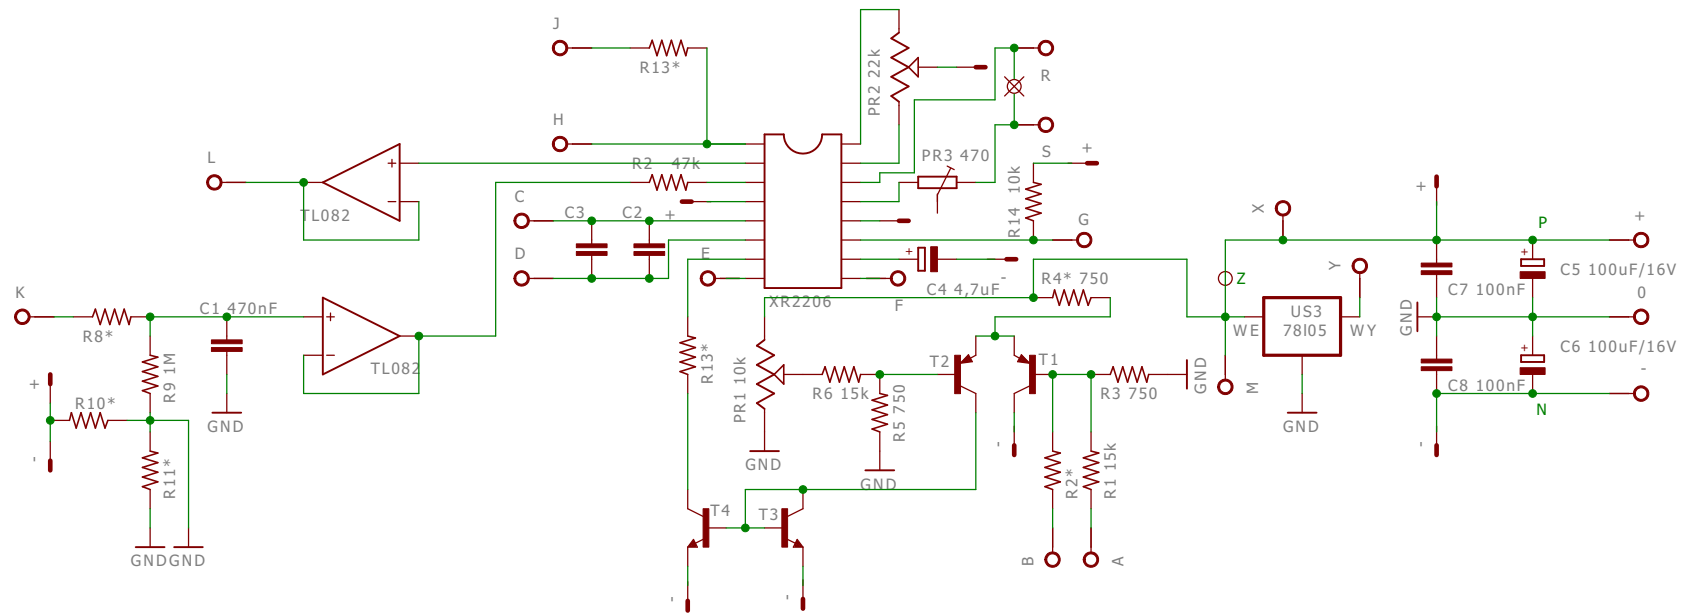 J
R13*
PR2 22k
R
H
L
+
-
TL082
R2 47k
PR3 470
S
+
R14 10k
G
C
C3
C2
+
D
E
XR2206
+
C4 4,7uF
-
F
R4* 750
X
+
P
+
Z
Y
C5 100uF/16V
C7 100nF
0
GND
US3
78l05
WE
WY
GND
M
C6 100uF/16V
C8 100nF
-
N
+
+
-
K
R8*
C1 470nF
+
-
TL082
R9 1M
GND
+
R10*
-
R11*
GND
GND
R13*
PR1 10k
GND
R6 15k
R5 750
GND
T2
T1
-
R3 750
GND
R2*
R1 15k
B
A
T4
T3
-
-